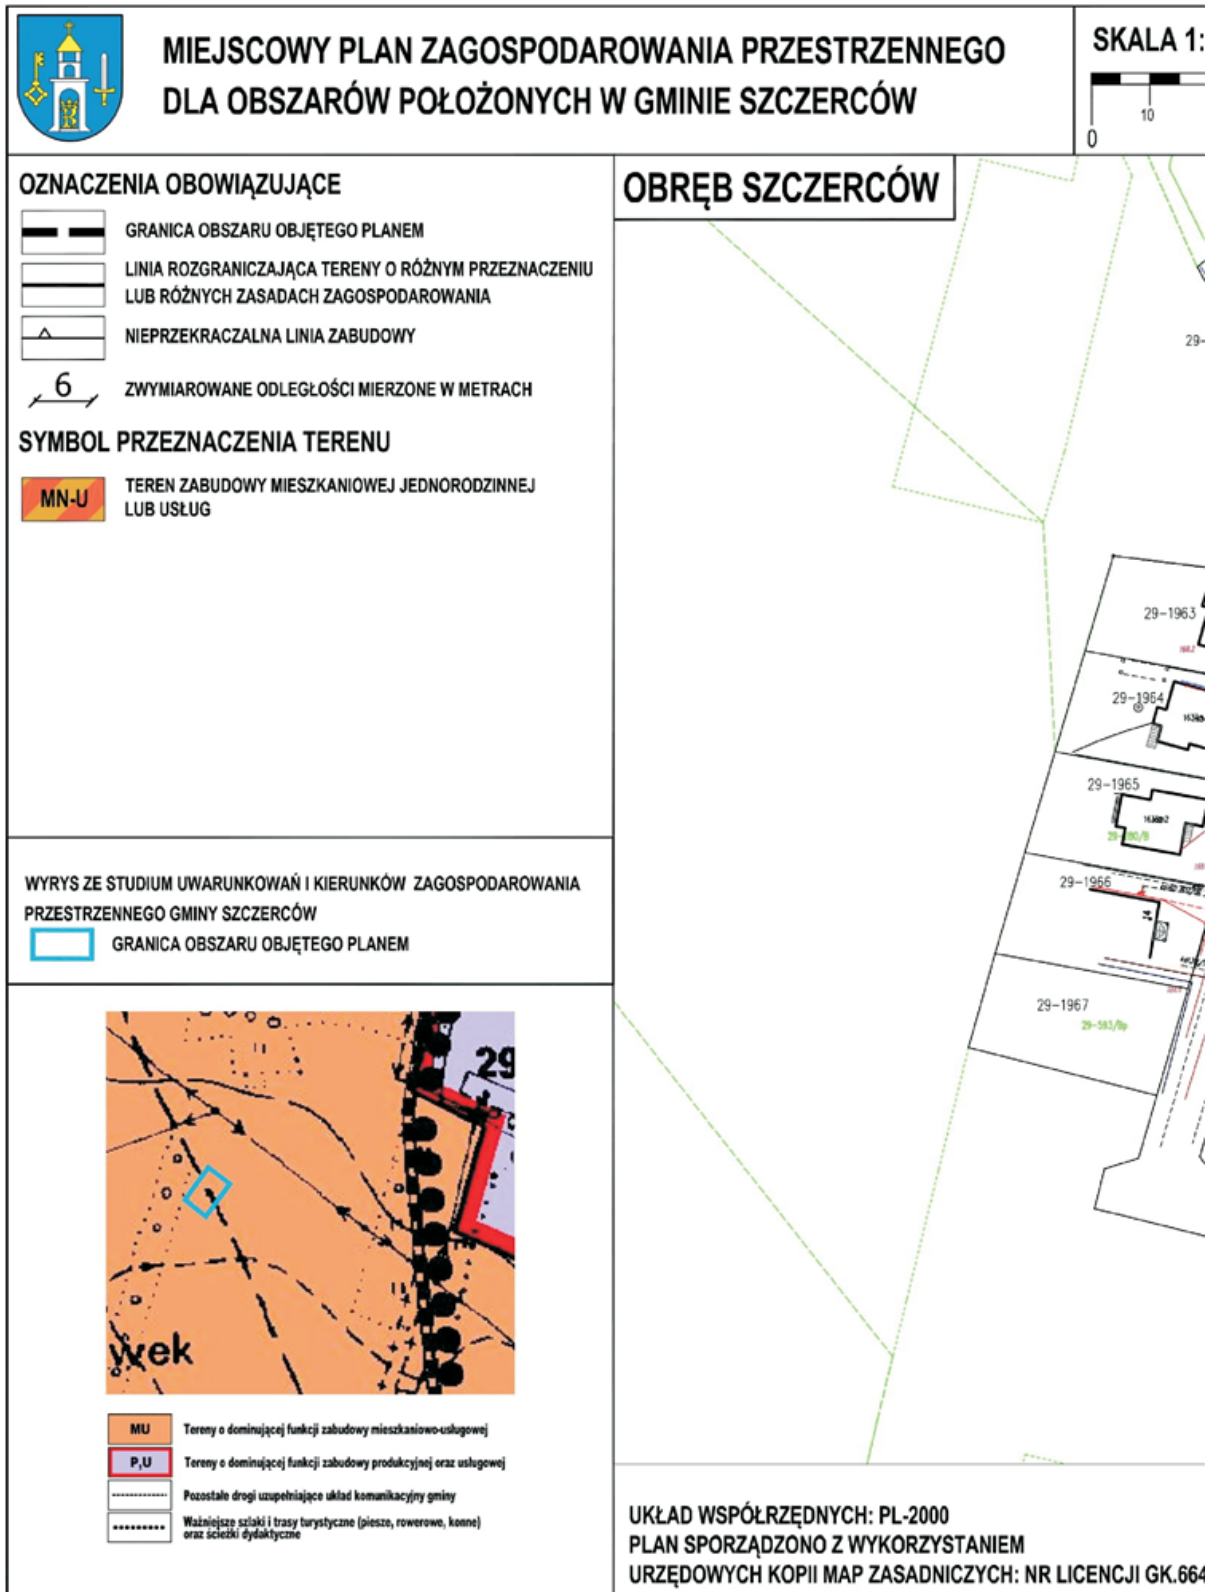 MIEJSCOWY PLAN ZAGOSPODAROWANIA PRZESTRZENNEGO
DLA OBSZARÓW POŁOŻONYCH W GMINIE SZCZERCÓW
SKALA 1:
0
10
OZNACZENIA OBOWIĄZUJĄCE
GRANICA OBSZARU OBJĘTEGO PLANEM
LINIA ROZGRANICZAJĄCA TERENY O RÓŻNYM PRZEZNACZENIU
LUB RÓŻNYCH ZASADACH ZAGOSPODAROWANIA
NIEPRZEKRACZALNA LINIA ZABUDOWY
6
ZWYMIAROWANE ODLEGŁOŚCI MIERZONE W METRACH
SYMBOL PRZEZNACZENIA TERENU
MN-U
TEREN ZABUDOWY MIESZKANIOWEJ JEDNORODZINNEJ
LUB USŁUG
WYRYS ZE STUDIUM UWARUNKOWAŃ I KIERUNKÓW ZAGOSPODAROWANIA
PRZESTRZENNEGO GMINY SZCZERCÓW
GRANICA OBSZARU OBJĘTEGO PLANEM
29
wek
MU
Tereny o dominującej funkcji zabudowy mieszkaniowo-usługowej
P,U
Tereny o dominującej funkcji zabudowy produkcyjnej oraz usługowej
Pozostałe drogi uzupełniające układ komunikacyjny gminy
Ważniejsze szlaki i trasy turystyczne (piesze, rowerowe, konne)
oraz ścieżki dydaktyczne
OBRĘB SZCZERCÓW
29-
29-1963
29-1964
29-1965
29-1966
29-1967
29-593/Bp
UKŁAD WSPÓŁRZĘDNYCH: PL-2000
PLAN SPORZĄDZONO Z WYKORZYSTANIEM
URZĘDOWYCH KOPII MAP ZASADNICZYCH: NR LICENCJI GK.664